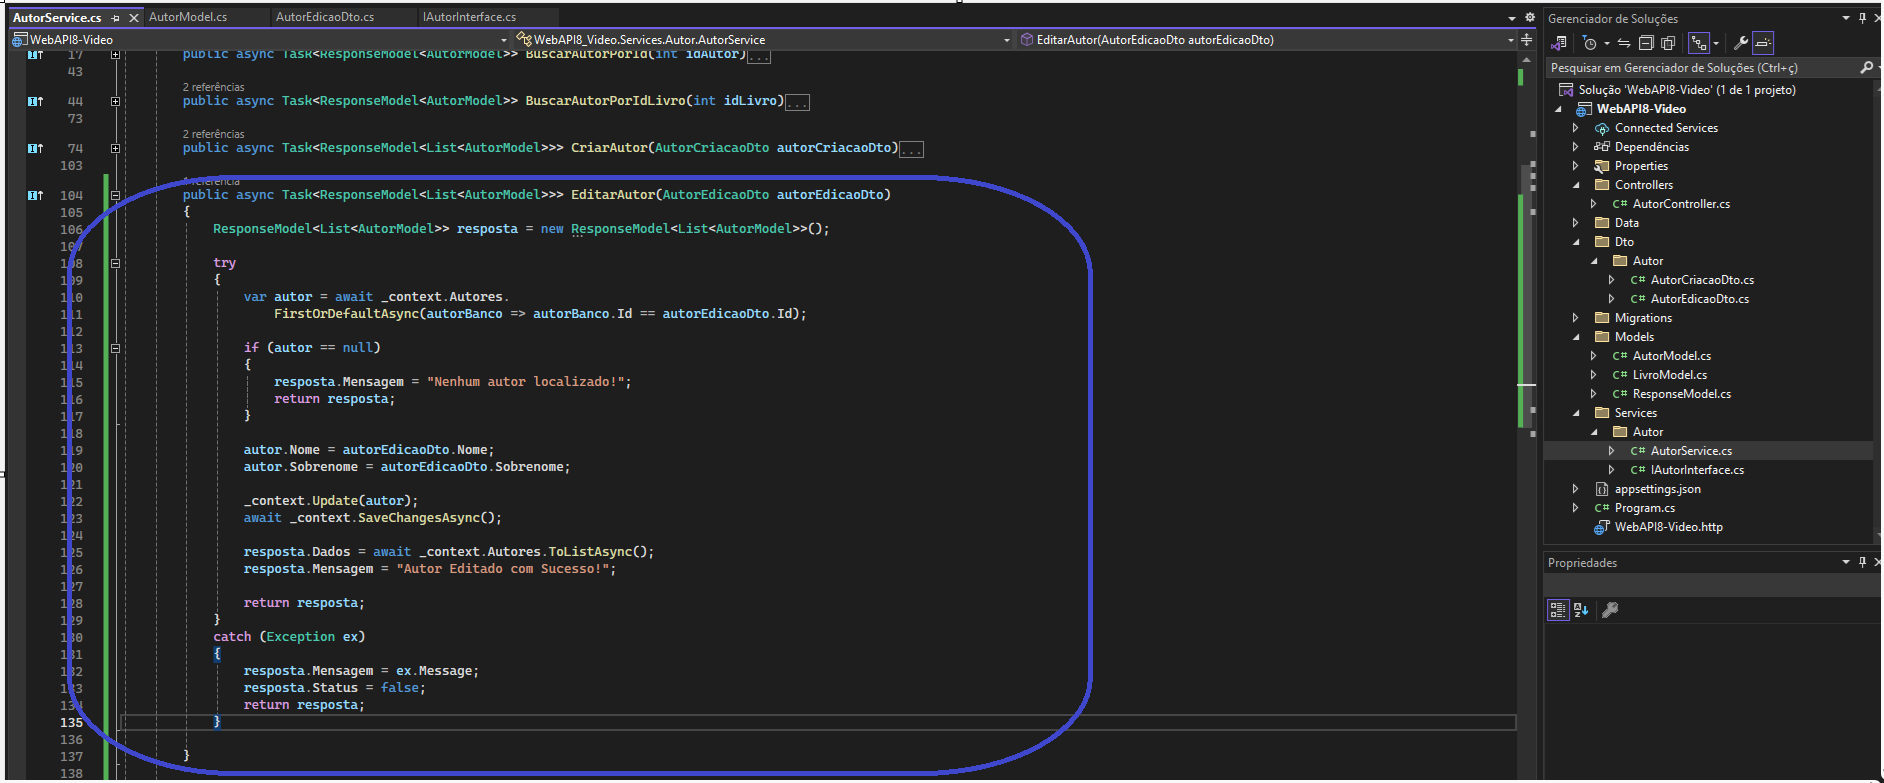 AutorService.cs
AutorModel.cs
AutorEdicaoDto.cs
IAutorInterface.cs
WebAPI8-Video
WebAPI8_Video.Services.Autor.AutorService
EditarAutor(AutorEdicaoDto autorEdicaoDto)
17 public async Task<ResponseModel<AutorModel>> BuscarAutorPorId(int idAutor)...
43
2 referências
44 public async Task<ResponseModel<AutorModel>> BuscarAutorPorIdLivro(int idLivro)...
73
2 referências
74 public async Task<ResponseModel<List<AutorModel>>> CriarAutor(AutorCriacaoDto autorCriacaoDto)...
103
1 referência
104 public async Task<ResponseModel<List<AutorModel>>> EditarAutor(AutorEdicaoDto autorEdicaoDto)
105 {
106 ResponseModel<List<AutorModel>> resposta = new ResponseModel<List<AutorModel>>();
107
108 try
109 {
110 var autor = await _context.Autores.
111 FirstOrDefaultAsync(autorBanco => autorBanco.Id == autorEdicaoDto.Id);
112
113 if (autor == null)
114 {
115 resposta.Mensagem = "Nenhum autor localizado!";
116 return resposta;
117 }
118
119 autor.Nome = autorEdicaoDto.Nome;
120 autor.Sobrenome = autorEdicaoDto.Sobrenome;
121
122 _context.Update(autor);
123 await _context.SaveChangesAsync();
124
125 resposta.Dados = await _context.Autores.ToListAsync();
126 resposta.Mensagem = "Autor Editado com Sucesso!";
127
128 return resposta;
129 }
130 catch (Exception ex)
131 {
132 resposta.Mensagem = ex.Message;
133 resposta.Status = false;
134 return resposta;
135 }
136
137 }
138
Gerenciador de Soluções
Pesquisar em Gerenciador de Soluções (Ctrl+ç)
Solução 'WebAPI8-Video' (1 de 1 projeto)
WebAPI8-Video
Connected Services
Dependências
Properties
Controllers
C# AutorController.cs
Data
Dto
Autor
C# AutorCriacaoDto.cs
C# AutorEdicaoDto.cs
Migrations
Models
C# AutorModel.cs
C# LivroModel.cs
C# ResponseModel.cs
Services
Autor
C# AutorService.cs
C# IAutorInterface.cs
appsettings.json
C# Program.cs
WebAPI8-Video.http
Propriedades